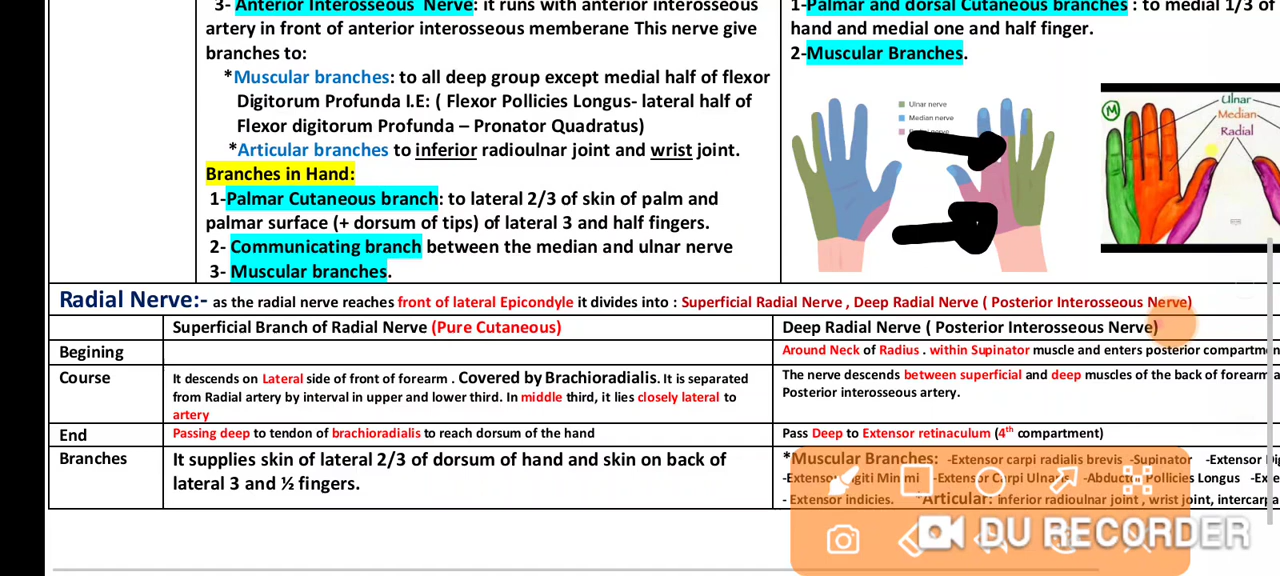 3- Anterior Interosseous Nerve: it runs with anterior interosseous
artery in front of anterior interosseous memberane This nerve give
branches to:
*Muscular branches: to all deep group except medial half of flexor
Digitorum Profunda I.E: ( Flexor Pollicies Longus- lateral half of
Flexor digitorum Profunda – Pronator Quadratus)
*Articular branches to inferior radioulnar joint and wrist joint.
Branches in Hand:
1-Palmar Cutaneous branch: to lateral 2/3 of skin of palm and
palmar surface (+ dorsum of tips) of lateral 3 and half fingers.
2- Communicating branch between the median and ulnar nerve
3- Muscular branches.
1-Palmar and dorsal Cutaneous branches : to medial 1/3 of
hand and medial one and half finger.
2-Muscular Branches.
Ulnar nerve
Median nerve
nerve
M
Ulnar
Median
Radial
Radial Nerve:- as the radial nerve reaches front of lateral Epicondyle it divides into : Superficial Radial Nerve , Deep Radial Nerve ( Posterior Interosseous Nerve)
Superficial Branch of Radial Nerve (Pure Cutaneous)
Deep Radial Nerve ( Posterior Interosseous Nerve)
Begining
Around Neck of Radius . within Supinator muscle and enters posterior
Course
It descends on Lateral side of front of forearm . Covered by Brachioradialis. It is separated
from Radial artery by interval in upper and lower third. In middle third, it lies closely lateral to
artery
The nerve descends between superficial and deep muscles of the back of forearm
Posterior interosseous artery.
End
Passing deep to tendon of brachioradialis to reach dorsum of the hand
Pass Deep to Extensor retinaculum (4th compartment)
Branches
It supplies skin of lateral 2/3 of dorsum of hand and skin on back of
lateral 3 and ½ fingers.
*Muscular Branches: -Extensor carpi radialis brevis -Supinator -Extensor
-Extensor Digiti Minimi -Extensor Carpi Ulnaris -Abductor Pollicies Longus
- Extensor indicies. *Articular: inferior radioulnar joint , wrist joint,
DU RECORDER